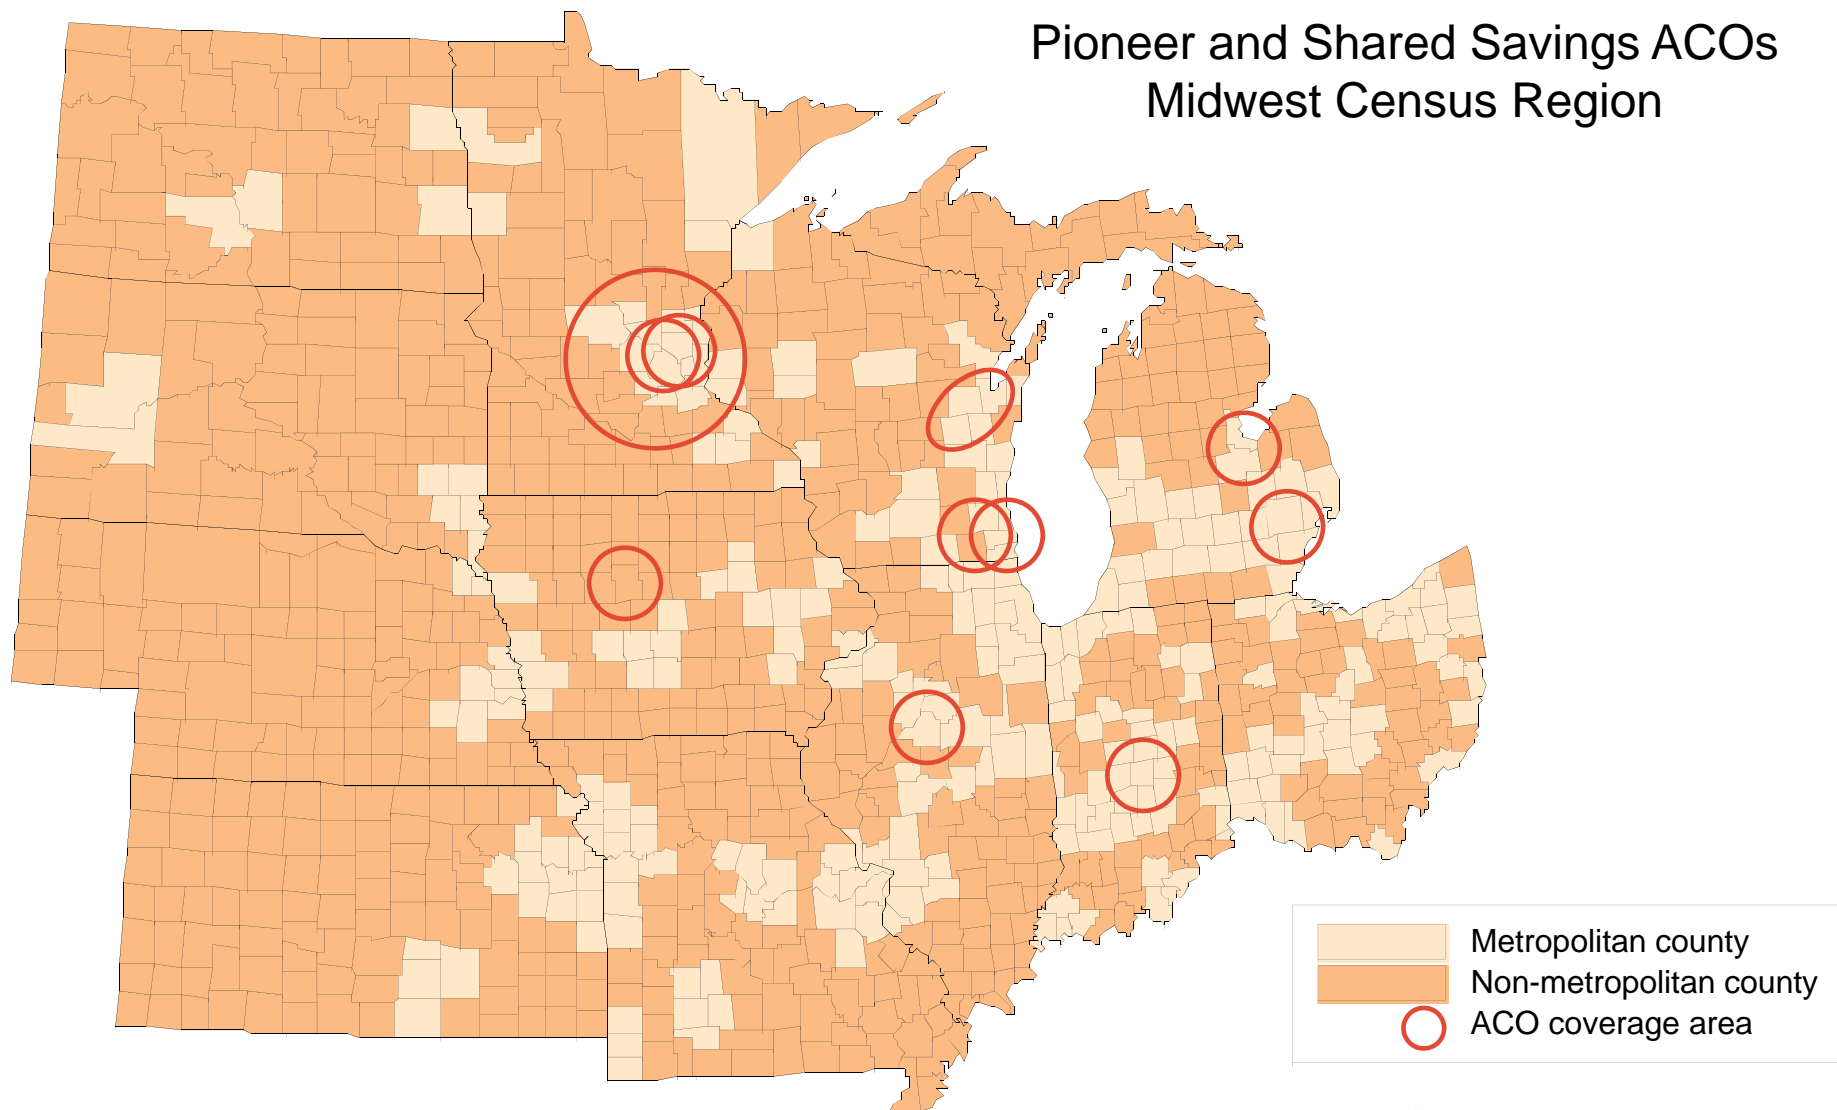 Pioneer and Shared Savings ACOs
Midwest Census Region
Metropolitan county
Non-metropolitan county
ACO coverage area